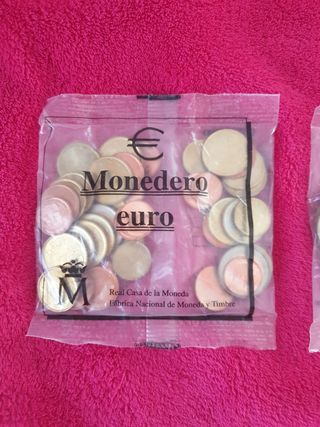 €
Monedero
euro
M
Real Casa de la Moneda
Fábrica Nacional de Moneda y Timbre